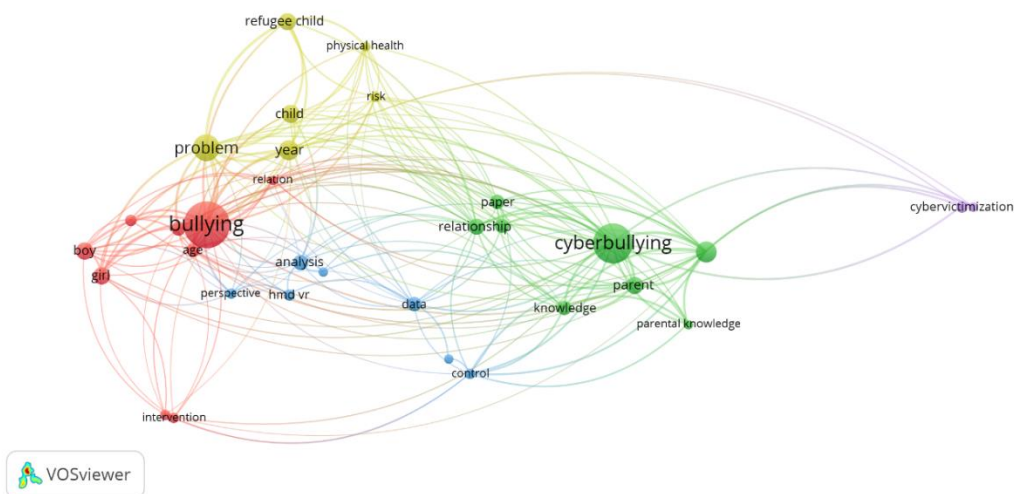 refugee child
physical health
risk
child
problem
year
relation
bullying
paper
relationship
cybervictimization
cyberbullying
boy
age
girl
analysis
parent
perspective
hmd vr
data
knowledge
parental knowledge
control
intervention
VOSviewer